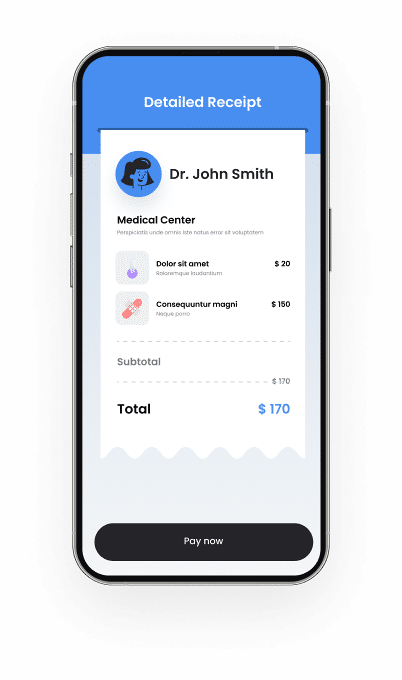 Detailed Receipt
Dr. John Smith
Medical Center
Perspiciatis unde omnis iste natus error sit voluptatem
Dolor sit amet $ 20
Doloremque laudantium
Consequuntur magni $ 150
Neque porro
Subtotal
$ 170
Total $ 170
Pay now